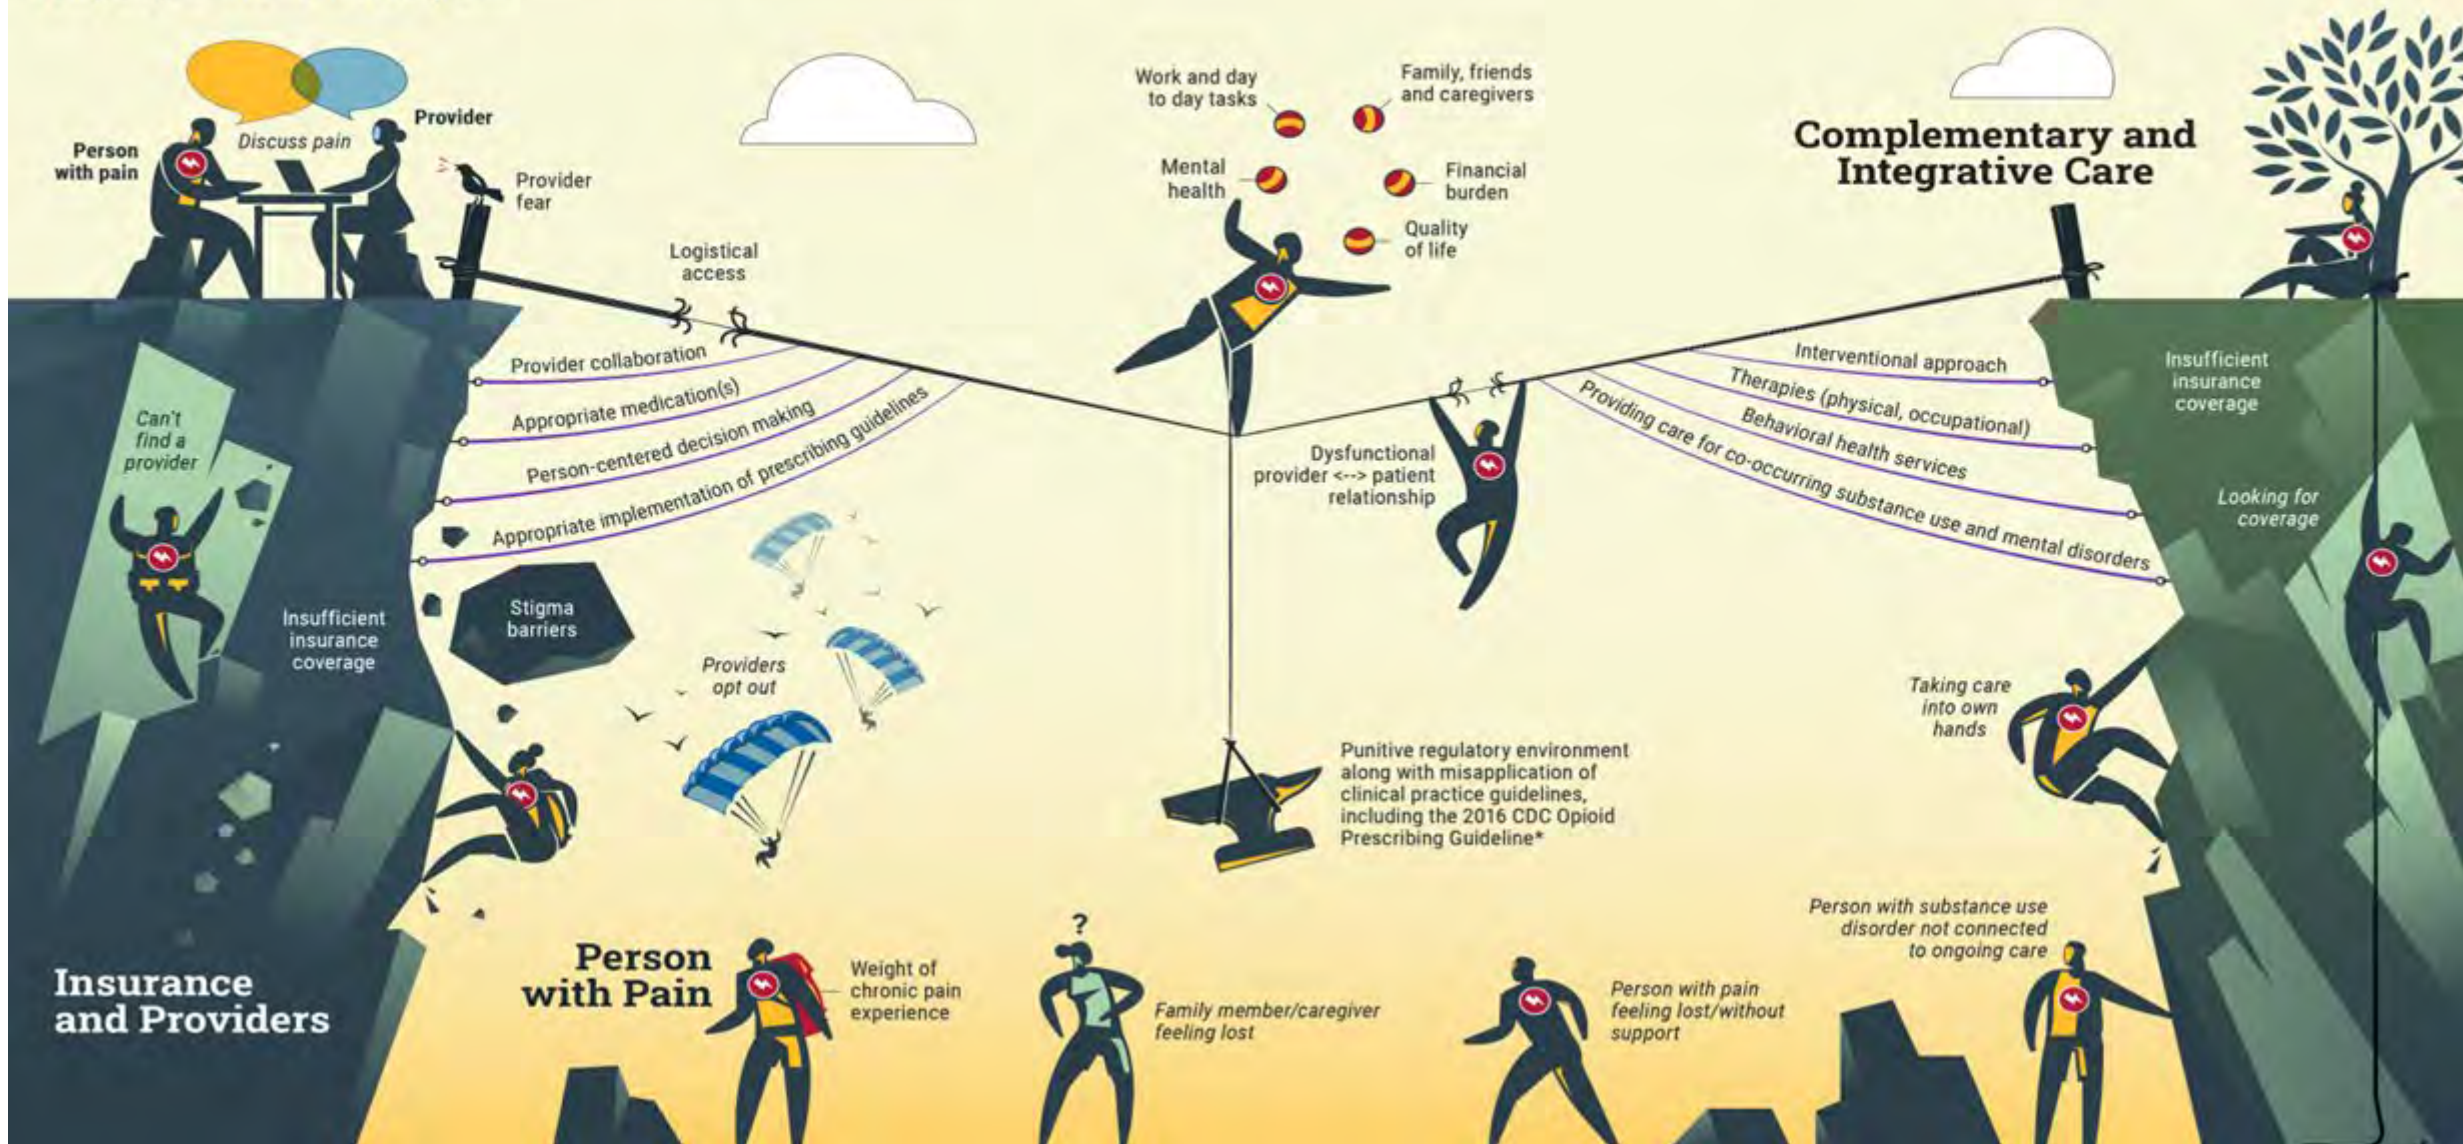 Person
with pain
Discuss pain
Provider
Provider
fear
Logistical
access
Work and day
to day tasks
Family, friends
and caregivers
Mental
health
Financial
burden
Quality
of life
Complementary and
Integrative Care
Provider collaboration
Appropriate medication(s)
Person-centered decision making
Appropriate implementation of prescribing guidelines
Can't
find a
provider
Insufficient
insurance
coverage
Stigma
barriers
Providers
opt out
Dysfunctional
provider <--> patient
relationship
Interventional approach
Therapies (physical, occupational)
Behavioral health services
Providing care for co-occurring substance use and mental disorders
Insufficient
insurance
coverage
Looking for
coverage
Taking care
into own
hands
Punitive regulatory environment
along with misapplication of
clinical practice guidelines,
including the 2016 CDC Opioid
Prescribing Guideline*
Insurance
and Providers
Person
with Pain
Weight of
chronic pain
experience
?
Family member/caregiver
feeling lost
Person with pain
feeling lost/without
support
Person with substance use
disorder not connected
to ongoing care